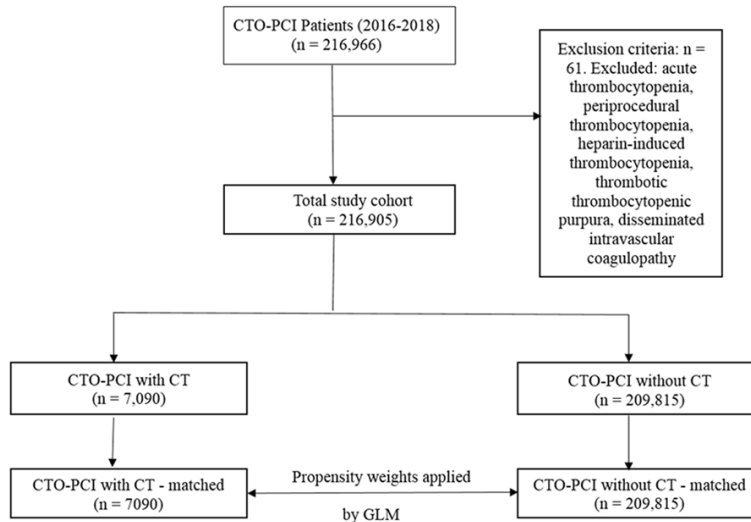 CTO-PCI Patients (2016-2018)
(n = 216,966)
Exclusion criteria: n =
61. Excluded: acute
thrombocytopenia,
periprocedural
thrombocytopenia,
heparin-induced
thrombocytopenia,
thrombotic
thrombocytopenic
purpura, disseminated
intravascular
coagulopathy
Total study cohort
(n = 216,905)
CTO-PCI with CT
(n = 7,090)
CTO-PCI without CT
(n = 209,815)
CTO-PCI with CT - matched
(n = 7090)
Propensity weights applied
by GLM
CTO-PCI without CT - matched
(n = 209,815)